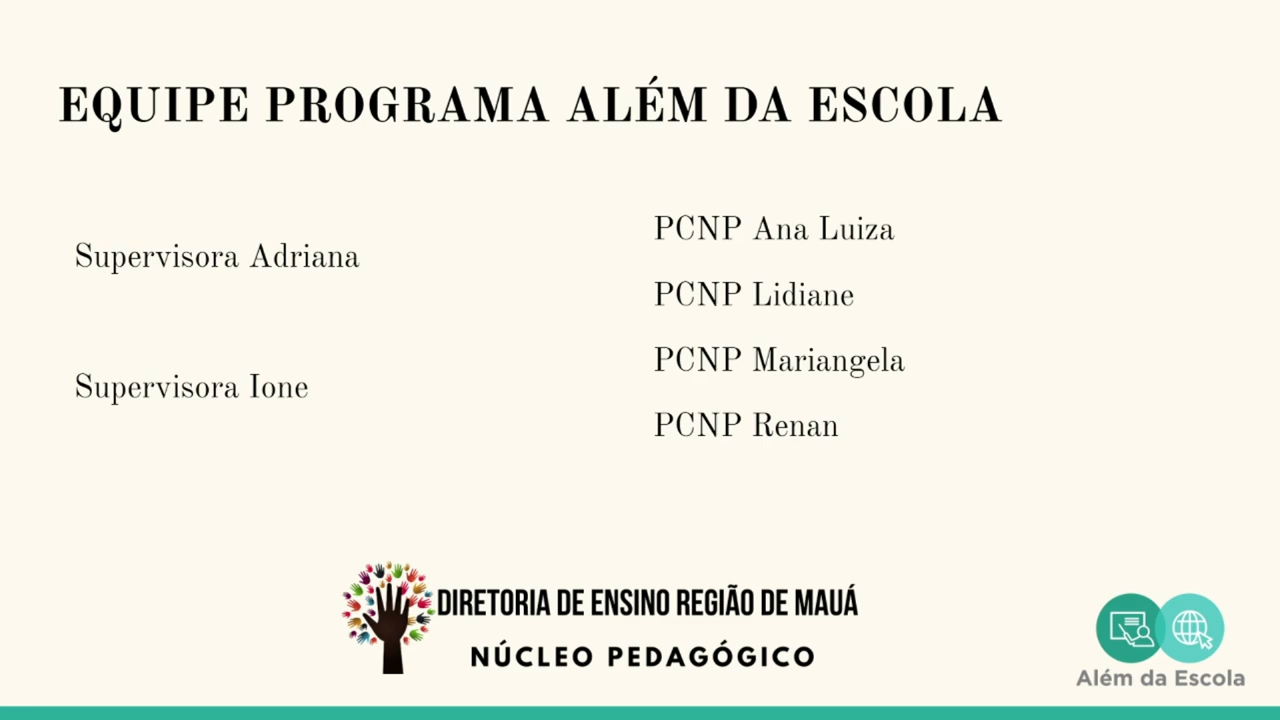 EQUIPE PROGRAMA ALÉM DA ESCOLA
Supervisora Adriana
Supervisora Ione
PCNP Ana Luiza
PCNP Lidiane
PCNP Mariangela
PCNP Renan
DIRETORIA DE ENSINO REGIÃO DE MAUÁ
NÚCLEO PEDAGÓGICO
Além da Escola